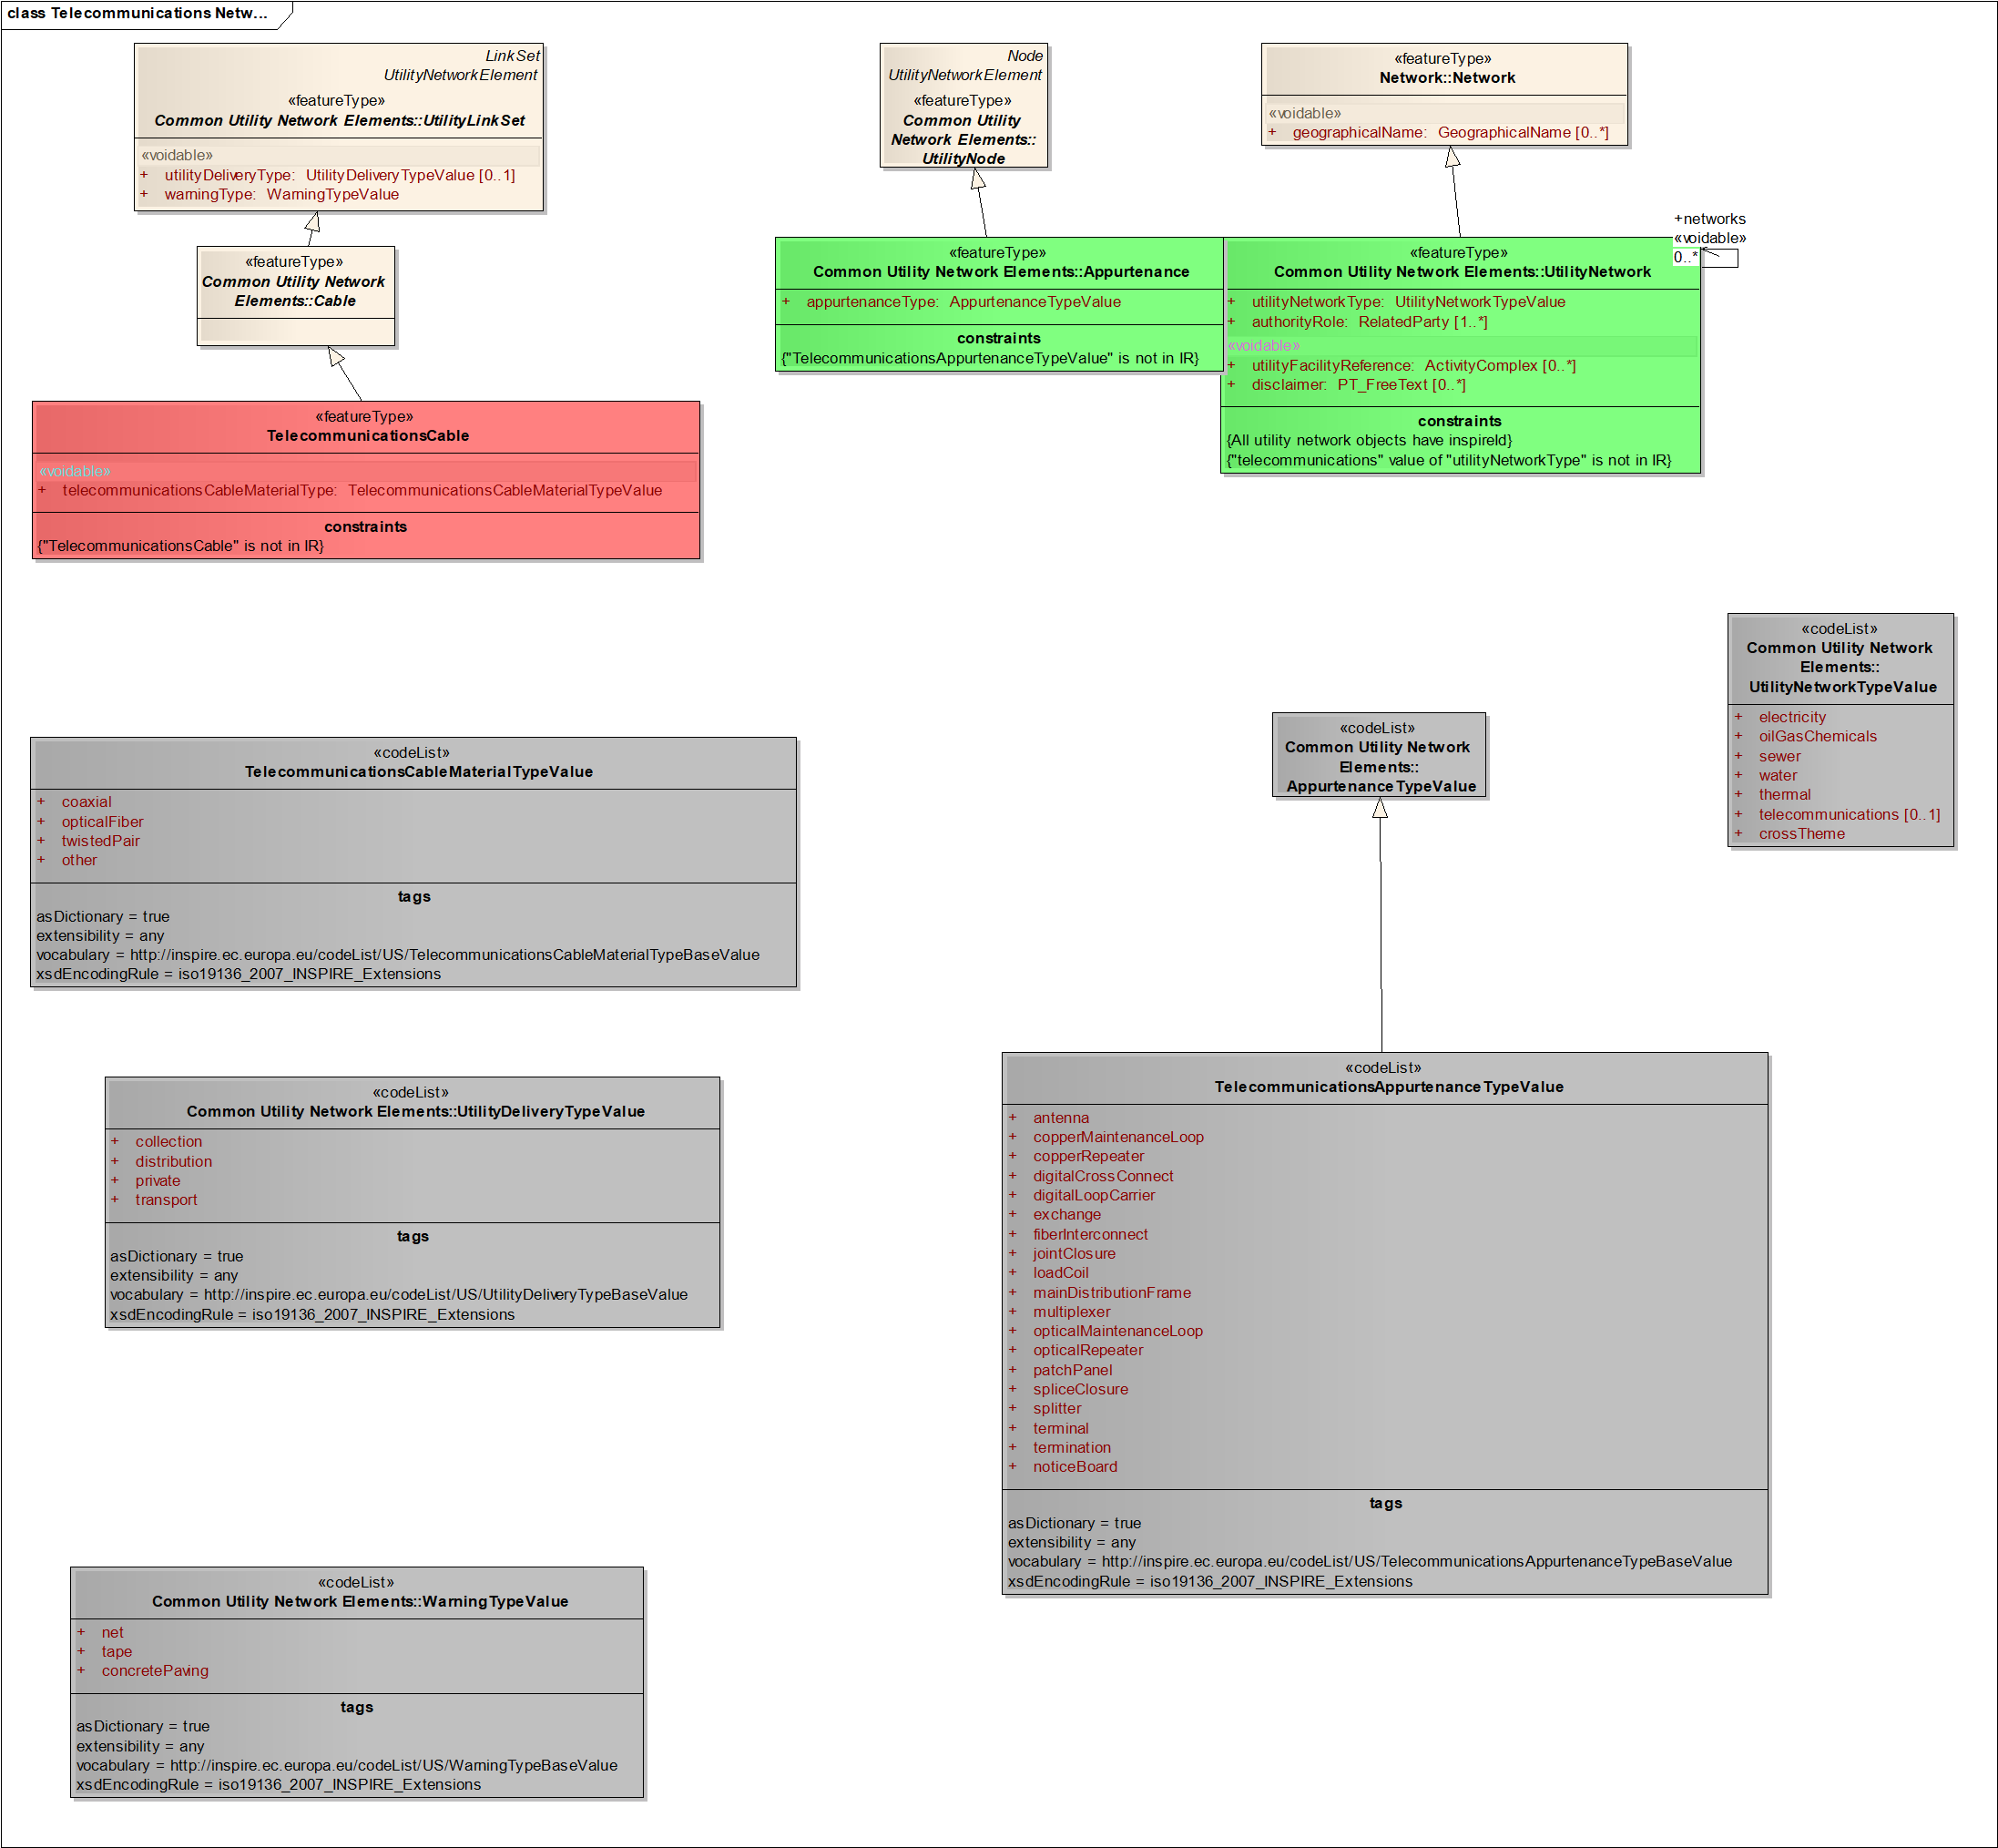 class Telecommunications Netw...
LinkSet
UtilityNetworkElement
«featureType»
Common Utility Network Elements::UtilityLinkSet
«voidable»
+ utilityDeliveryType: UtilityDeliveryTypeValue [0..1]
+ warningType: WarningTypeValue
Node
UtilityNetworkElement
«featureType»
Common Utility
Network Elements::
UtilityNode
«featureType»
Network::Network
«voidable»
+ geographicalName: GeographicalName [0..*]
«featureType»
Common Utility Network
Elements::Cable
«featureType»
Common Utility Network Elements::Appurtenance
+ appurtenanceType: AppurtenanceTypeValue
constraints
{"TelecommunicationsAppurtenanceTypeValue" is not in IR}
+networks
«voidable»
0..*
«featureType»
Common Utility Network Elements::UtilityNetwork
+ utilityNetworkType: UtilityNetworkTypeValue
+ authorityRole: RelatedParty [1..*]
«voidable»
+ utilityFacilityReference: ActivityComplex [0..*]
+ disclaimer: PT_FreeText [0..*]
constraints
{All utility network objects have inspireId}
{"telecommunications" value of "utilityNetworkType" is not in IR}
«featureType»
TelecommunicationsCable
«voidable»
+ telecommunicationsCableMaterialType: TelecommunicationsCableMaterialTypeValue
constraints
{"TelecommunicationsCable" is not in IR}
«codeList»
Common Utility Network
Elements::
UtilityNetworkTypeValue
+ electricity
+ oilGasChemicals
+ sewer
+ water
+ thermal
+ telecommunications [0..1]
+ crossTheme
«codeList»
Common Utility Network
Elements::
AppurtenanceTypeValue
«codeList»
TelecommunicationsCableMaterialTypeValue
+ coaxial
+ opticalFiber
+ twistedPair
+ other
tags
asDictionary = true
extensibility = any
vocabulary = http://inspire.ec.europa.eu/codeList/US/TelecommunicationsCableMaterialTypeBaseValue
xsdEncodingRule = iso19136_2007_INSPIRE_Extensions
«codeList»
Common Utility Network Elements::UtilityDeliveryTypeValue
+ collection
+ distribution
+ private
+ transport
tags
asDictionary = true
extensibility = any
vocabulary = http://inspire.ec.europa.eu/codeList/US/UtilityDeliveryTypeBaseValue
xsdEncodingRule = iso19136_2007_INSPIRE_Extensions
«codeList»
TelecommunicationsAppurtenanceTypeValue
+ antenna
+ copperMaintenanceLoop
+ copperRepeater
+ digitalCrossConnect
+ digitalLoopCarrier
+ exchange
+ fiberInterconnect
+ jointClosure
+ loadCoil
+ mainDistributionFrame
+ multiplexer
+ opticalMaintenanceLoop
+ opticalRepeater
+ patchPanel
+ spliceClosure
+ splitter
+ terminal
+ termination
+ noticeBoard
tags
asDictionary = true
extensibility = any
vocabulary = http://inspire.ec.europa.eu/codeList/US/TelecommunicationsAppurtenanceTypeBaseValue
xsdEncodingRule = iso19136_2007_INSPIRE_Extensions
«codeList»
Common Utility Network Elements::WarningTypeValue
+ net
+ tape
+ concretePaving
tags
asDictionary = true
extensibility = any
vocabulary = http://inspire.ec.europa.eu/codeList/US/WarningTypeBaseValue
xsdEncodingRule = iso19136_2007_INSPIRE_Extensions